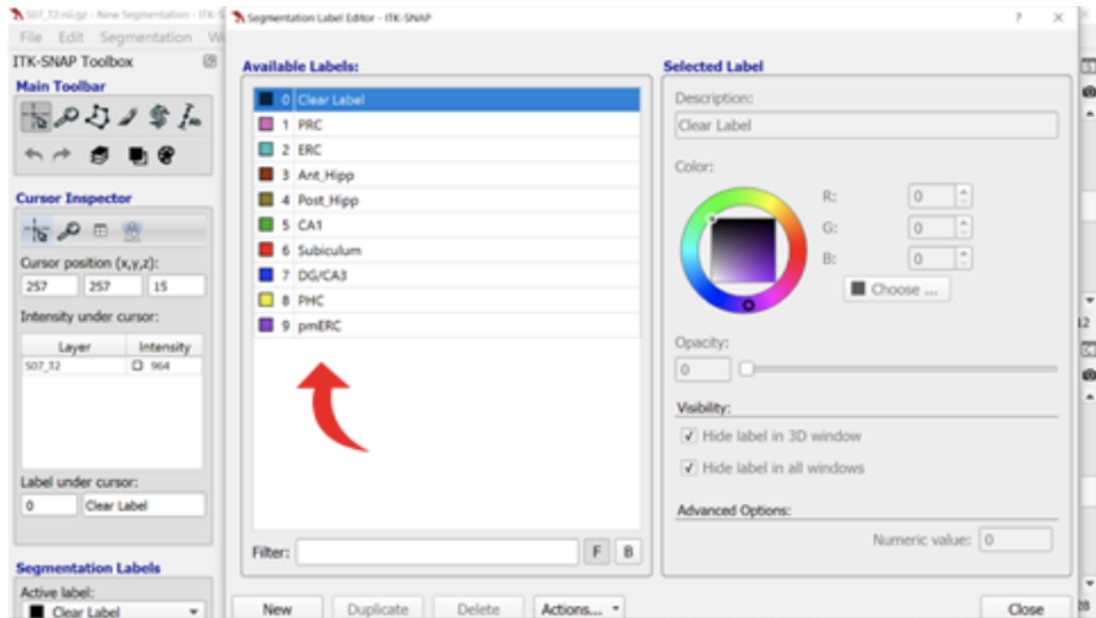 S07_T2.nii.gz - New Segmentation - ITK-S
File Edit Segmentation
ITK-SNAP Toolbox
Main Toolbar
Cursor Inspector
Cursor position (x,y,z):
257 257 15
Intensity under cursor:
Layer Intensity
S07_T2 964
Label under cursor:
0 Clear Label
Segmentation Labels
Active label:
Clear Label
Segmentation Label Editor - ITK-SNAP
? ×
Available Labels:
0 Clear Label
1 PRC
2 ERC
3 Ant_Hipp
4 Post_Hipp
5 CA1
6 Subiculum
7 DG/CA3
8 PHC
9 pmERC
Filter:
F B
New Duplicate Delete Actions... Close
Selected Label
Description:
Clear Label
Color:
R: 0
G: 0
B: 0
Choose ...
Opacity:
0
Visibility:
Hide label in 3D window
Hide label in all windows
Advanced Options:
Numeric value: 0